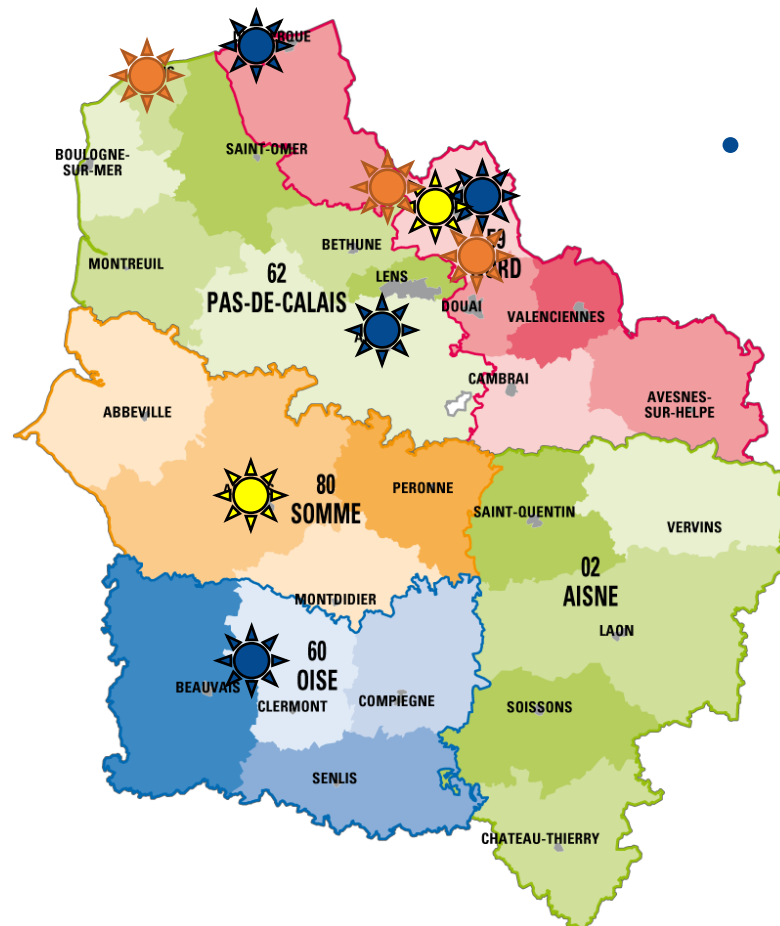 BOULOGNE-
SUR-MER
SAINT-OMER
MONTREUIL
BETHUNE
62
PAS-DE-CALAIS
LENS
59
DOUAI
VALENCIENNES
CAMBRAI
AVESNES-
SUR-HELPE
ABBEVILLE
80
SOMME
PERONNE
SAINT-QUENTIN
VERVINS
02
AISNE
MONTDIDIER
LAON
60
OISE
BEAUVAIS
CLERMONT
COMPIEGNE
SOISSONS
SENLIS
CHATEAU-THIERRY